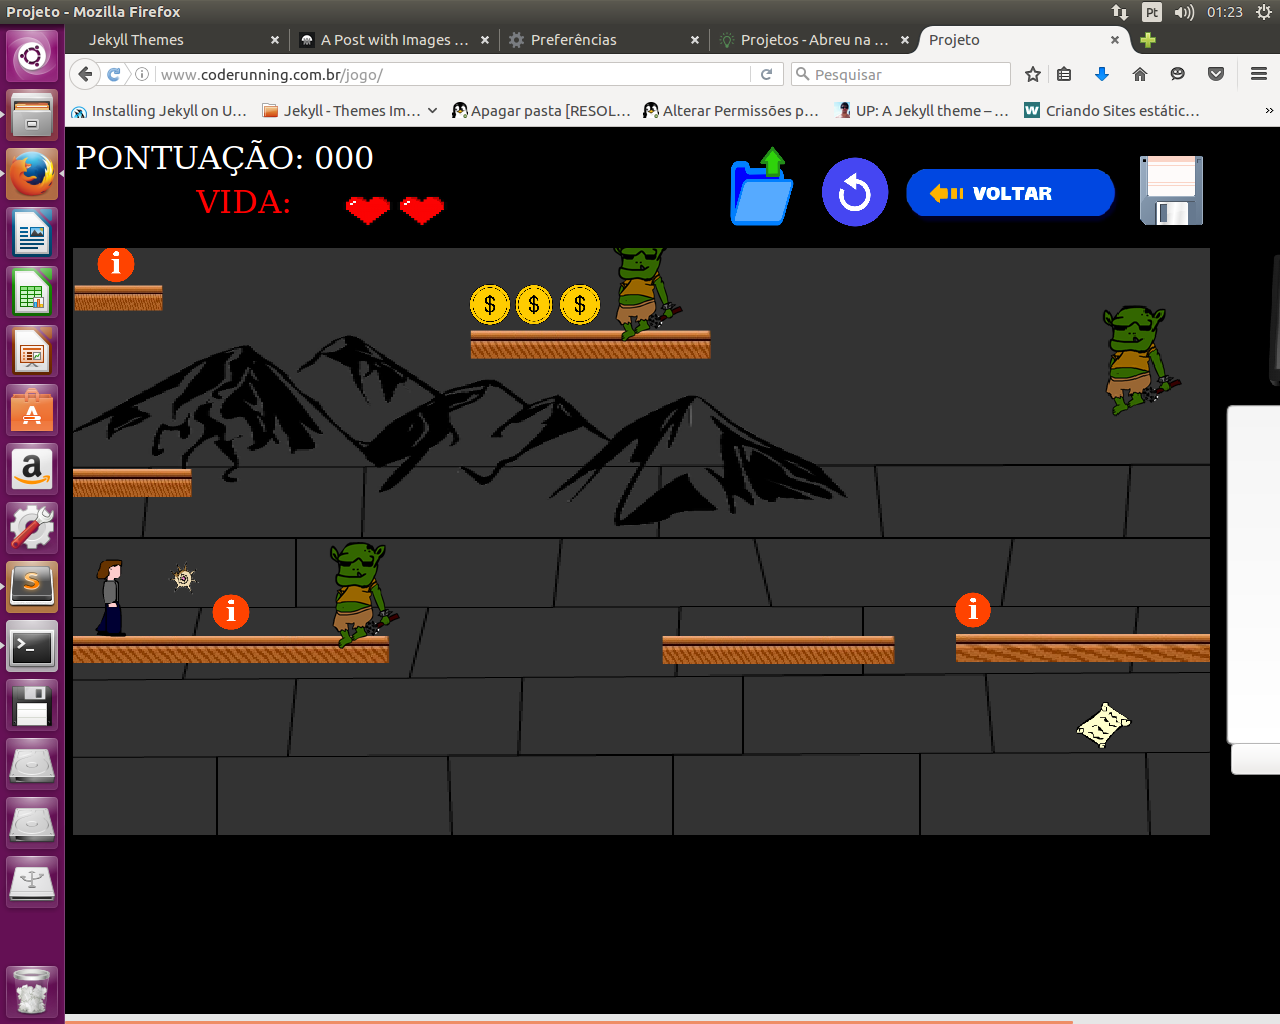 Projeto - Mozilla Firefox
Pt
01:23
Jekyll Themes
A Post with Images ...
Preferências
Projetos - Abreu na ...
Projeto
www.coderunning.com.br/jogo/
Pesquisar
Installing Jekyll on U...
Jekyll - Themes Im...
Apagar pasta [RESOL...
Alterar Permissões p...
UP: A Jekyll theme – ...
W Criando Sites estátic...
»
PONTUAÇÃO: 000
VIDA:
VOLTAR
i
$ $ $
i
i